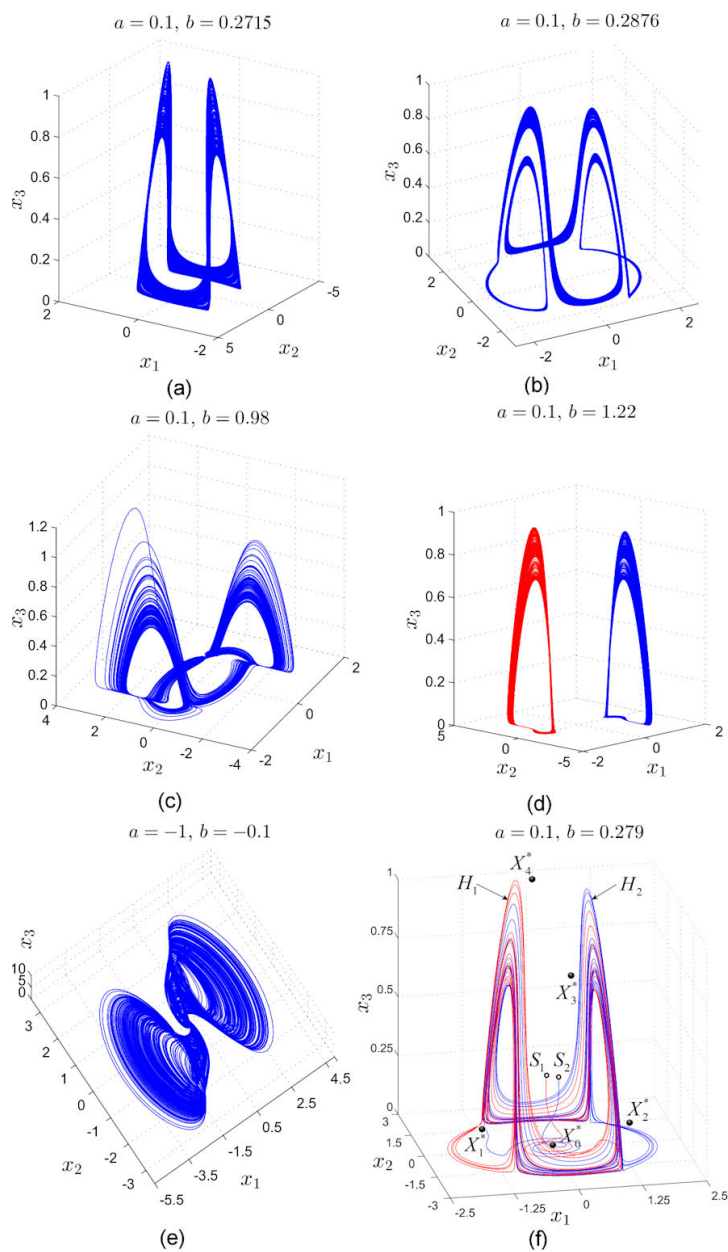 a = 0.1, b = 0.2715
1
0.8
0.6
0.4
0.2
0
x₃
2
0
-2
x₁
5
0
-5
x₂
(a)
a = 0.1, b = 0.2876
1
0.8
0.6
0.4
0.2
0
x₃
2
0
-2
x₂
-2
0
2
x₁
(b)
a = 0.1, b = 0.98
1.2
1
0.8
0.6
0.4
0.2
0
x₃
4
2
0
-2
-4
x₂
-2
0
2
x₁
(c)
a = 0.1, b = 1.22
1
0.8
0.6
0.4
0.2
0
x₃
5
0
-5
x₂
-2
0
2
x₁
(d)
a = −1, b = −0.1
10
5
0
x₃
3
2
1
0
-1
-2
-3
x₂
-5.5
-3.5
-1.5
0.5
2.5
4.5
x₁
(e)
a = 0.1, b = 0.279
X₄*
H₁
H₂
1
0.75
0.5
0.25
0
x₃
X₃*
S₁
S₂
X₁*
X₀*
X₂*
3
1.5
0
-1.5
-3
x₂
-2.5
-1.25
0
1.25
2.5
x₁
(f)